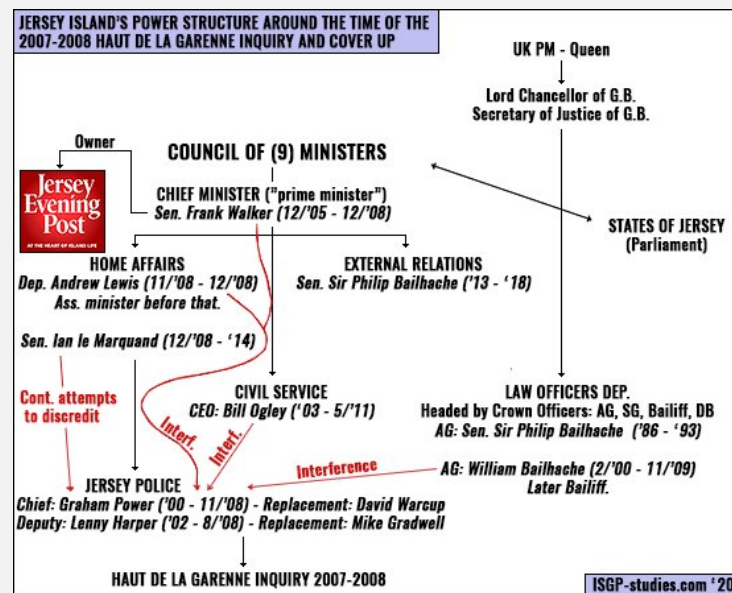 JERSEY ISLAND'S POWER STRUCTURE AROUND THE TIME OF THE
2007-2008 HAUT DE LA GARENNE INQUIRY AND COVER UP
UK PM - Queen
Lord Chancellor of G.B.
Secretary of Justice of G.B.
Owner
Jersey
Evening
Post
AT THE HEART OF ISLAND LIFE
COUNCIL OF (9) MINISTERS
CHIEF MINISTER ("prime minister")
Sen. Frank Walker (12/'05 - 12/'08)
STATES OF JERSEY
(Parliament)
HOME AFFAIRS
Dep. Andrew Lewis (11/'08 - 12/'08)
Ass. minister before that.
EXTERNAL RELATIONS
Sen. Sir Philip Bailhache ('13 - '18)
Sen. Ian le Marquand (12/'08 - '14)
Cont. attempts
to discredit
Interf.
CIVIL SERVICE
CEO: Bill Ogley ('03 - 5/'11)
Interf.
LAW OFFICERS DEP.
Headed by Crown Officers: AG, SG, Bailiff, DB
AG: Sen. Sir Philip Bailhache ('86 - '93)
Interference
AG: William Bailhache (2/'00 - 11/'09)
Later Bailiff.
JERSEY POLICE
Chief: Graham Power ('00 - 11/'08) - Replacement: David Warcup
Deputy: Lenny Harper ('02 - 8/'08) - Replacement: Mike Gradwell
HAUT DE LA GARENNE INQUIRY 2007-2008
ISGP-studies.com '20